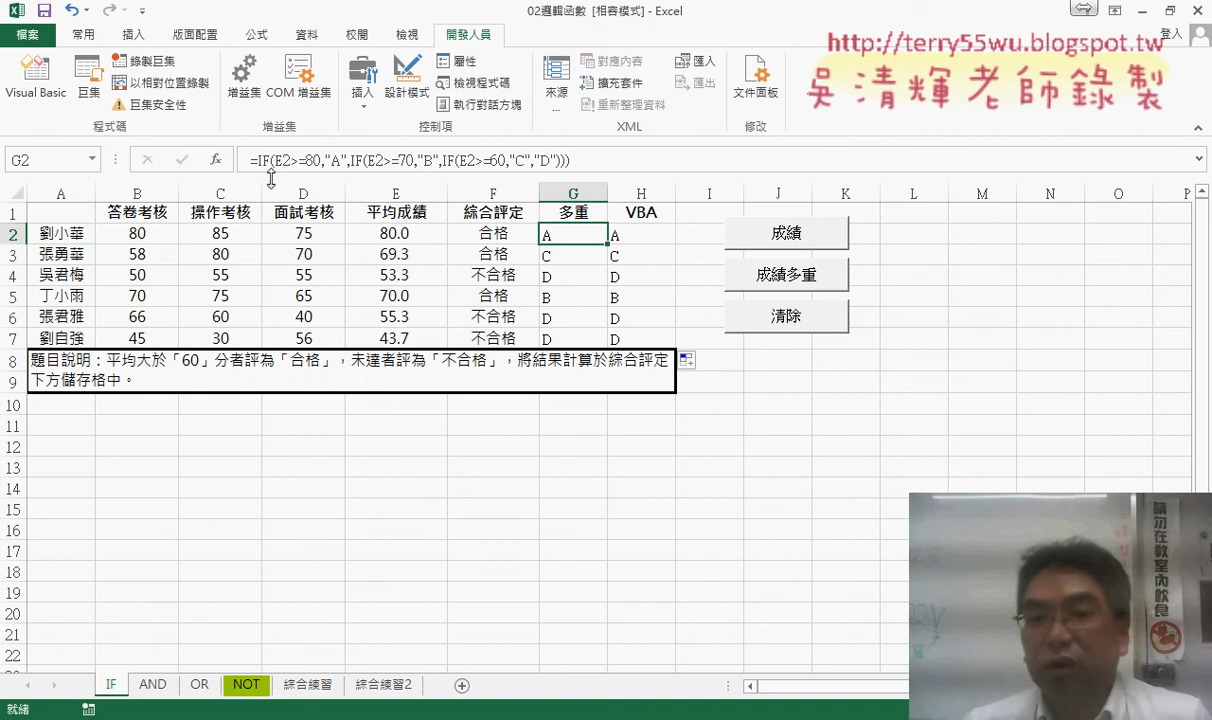 02邏輯函數 [相容模式] - Excel
檔案 常用 插入 版面配置 公式 資料 校閱 檢視 開發人員 登入
http://terry55wu.blogspot.tw
吳清輝老師錄製
Visual Basic 巨集 錄製巨集 以相對位置錄製 巨集安全性 增益集 COM 增益集 插入 設計模式 屬性 檢視程式碼 執行對話方塊 來源 對應內容 擴充套件 重新整理資料 匯入 匯出 文件面板
程式碼 增益集 控制項 XML 修改
G2 fx =IF(E2>=80,"A",IF(E2>=70,"B",IF(E2>=60,"C","D")))
A B C D E F G H I J K L M N O P
1 答卷考核 操作考核 面試考核 平均成績 綜合評定 多重 VBA
2 劉小華 80 85 75 80.0 合格 A A 成績
3 張勇華 58 80 70 69.3 合格 C C
4 吳君梅 50 55 55 53.3 不合格 D D 成績多重
5 丁小雨 70 75 65 70.0 合格 B B
6 張君雅 66 60 40 55.3 不合格 D D 清除
7 劉自強 45 30 56 43.7 不合格 D D
8 題目說明：平均大於「60」分者評為「合格」，未達者評為「不合格」，將結果計算於綜合評定
9 下方儲存格中。
10
11
12
13
14
15
16
17
18
19
20
21
22
請勿在教室內飲食
IF AND OR NOT 綜合練習 綜合練習2
就緒